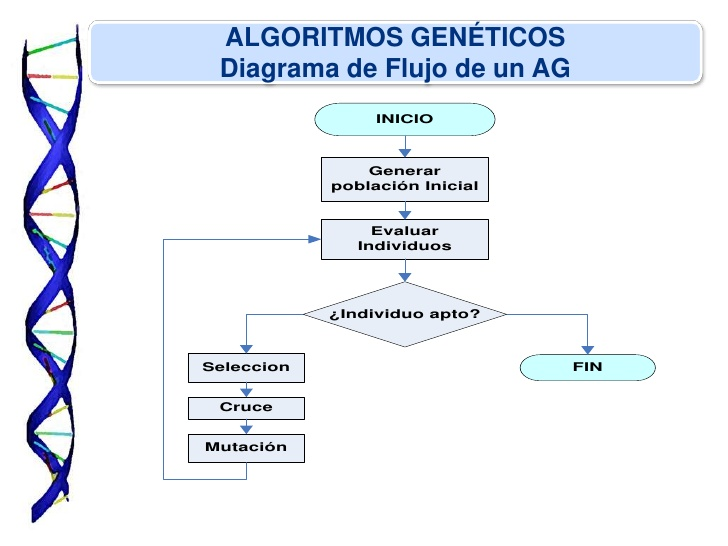 ALGORITMOS GENÉTICOS
Diagrama de Flujo de un AG
INICIO
Generar
población Inicial
Evaluar
Individuos
¿Individuo apto?
Seleccion
FIN
Cruce
Mutación